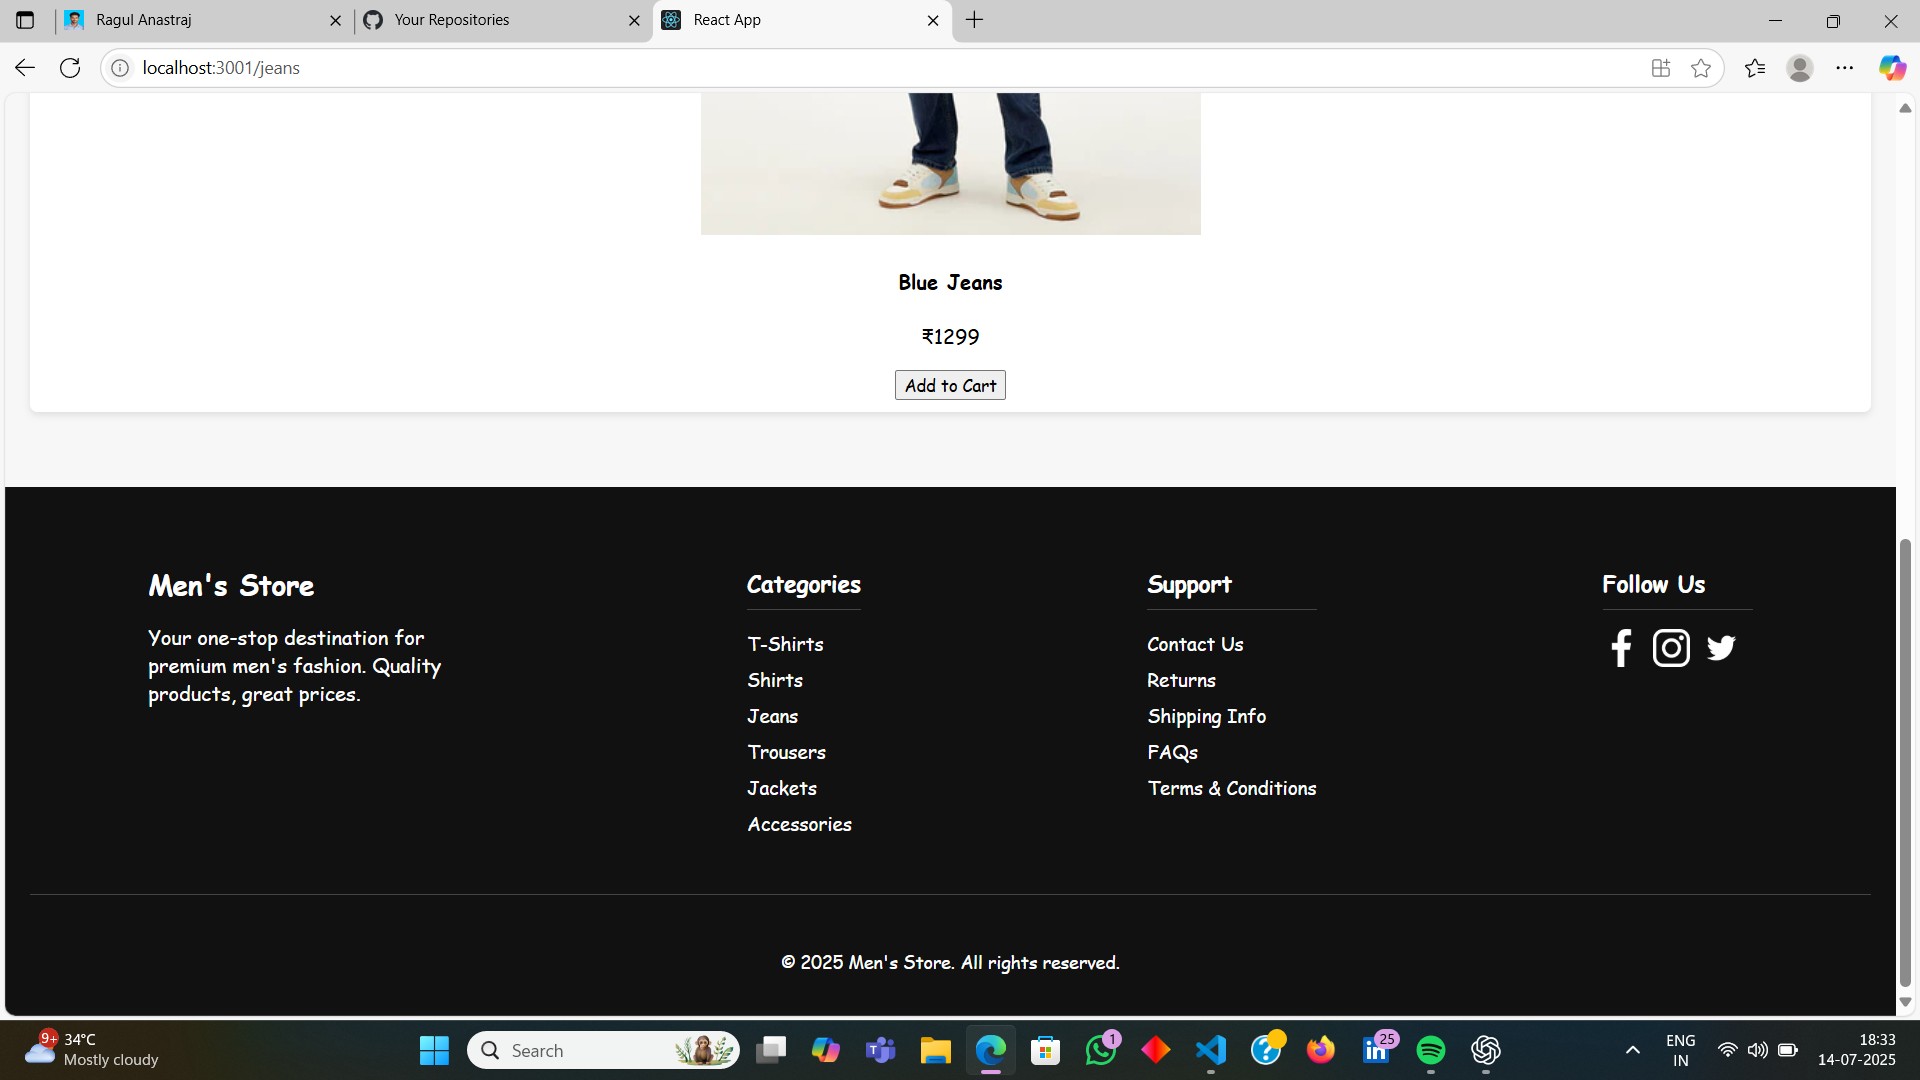 Ragul Anastraj
Your Repositories
React App
localhost:3001/jeans
Blue Jeans
₹1299
Add to Cart
Men's Store
Your one-stop destination for
premium men's fashion. Quality
products, great prices.
Categories
T-Shirts
Shirts
Jeans
Trousers
Jackets
Accessories
Support
Contact Us
Returns
Shipping Info
FAQs
Terms & Conditions
Follow Us
© 2025 Men's Store. All rights reserved.
9+
34°C
Mostly cloudy
Search
1
25
ENG
IN
18:33
14-07-2025